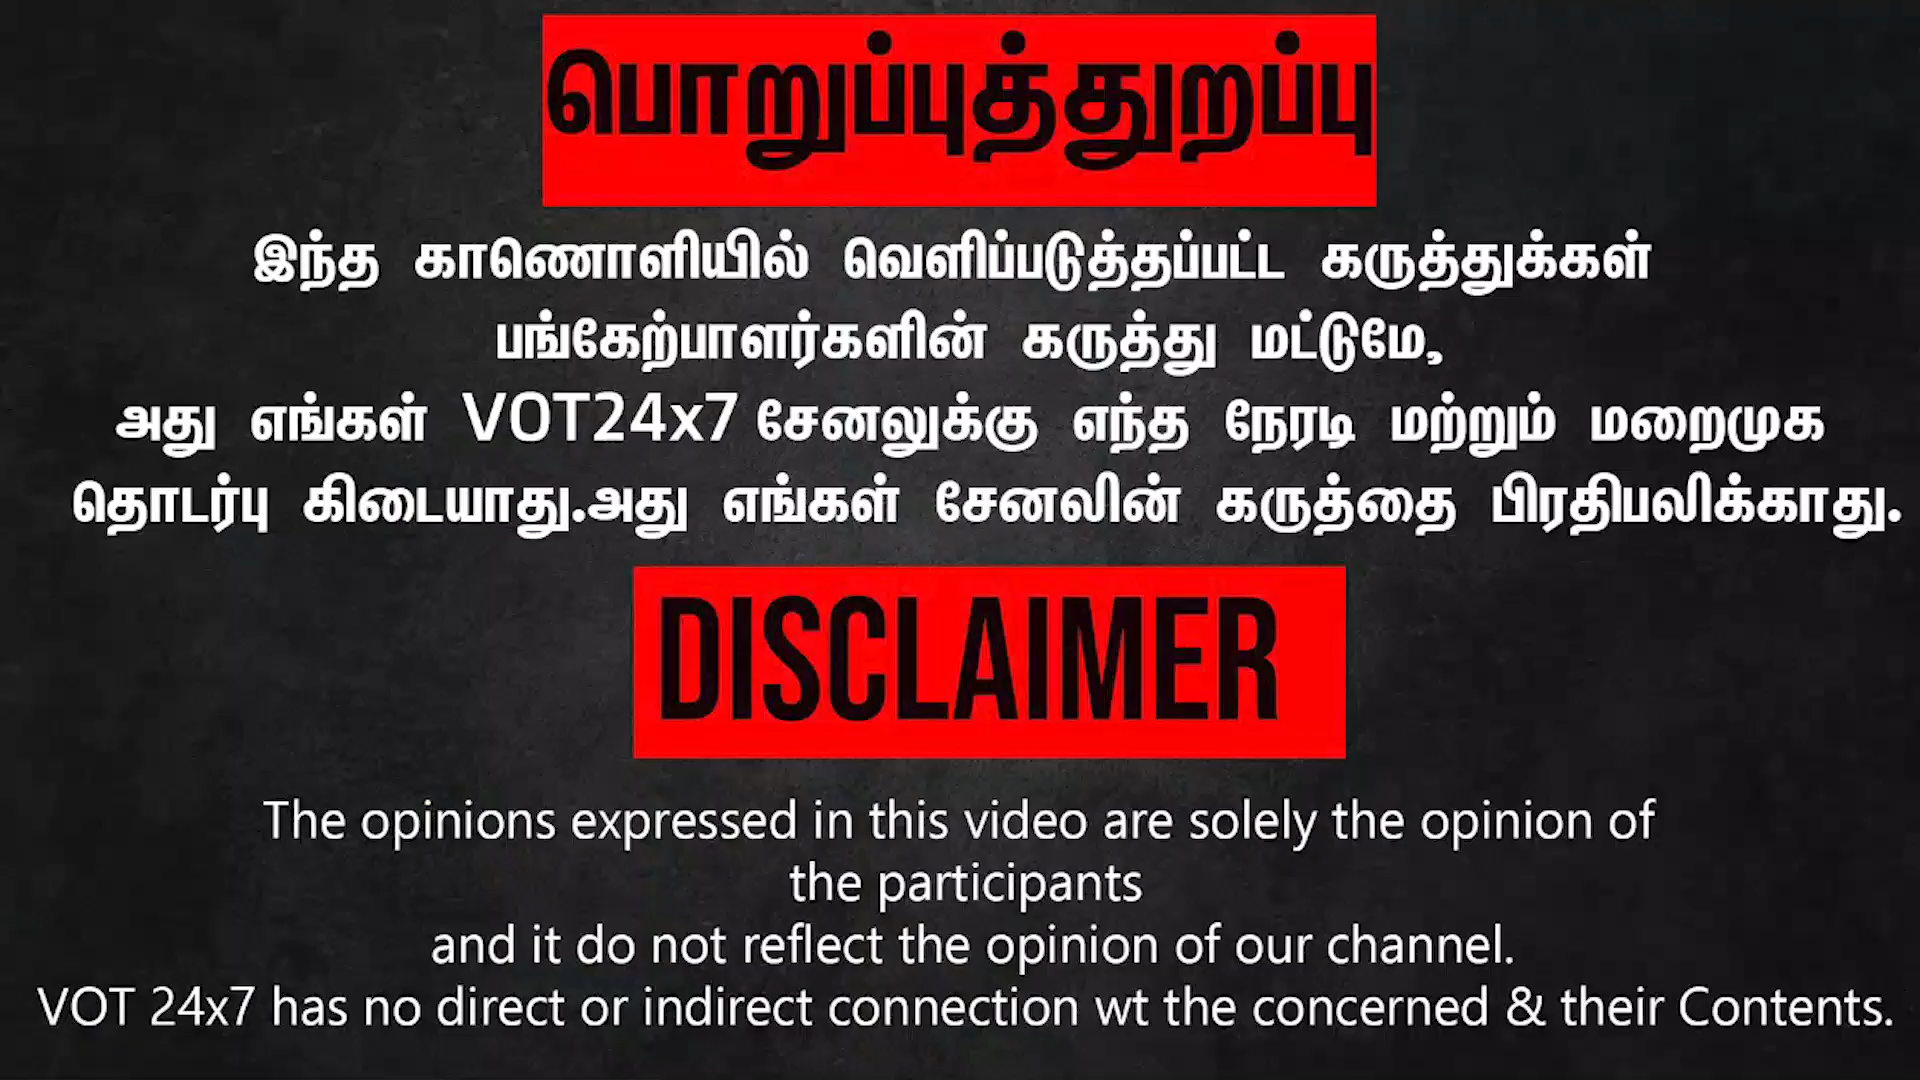 பொறுப்புத்துறப்பு
இந்த காணொளியில் வெளிப்படுத்தப்பட்ட கருத்துக்கள்
பங்கேற்பாளர்களின் கருத்து மட்டுமே,
அது எங்கள் VOT24x7 சேனலுக்கு எந்த நேரடி மற்றும் மறைமுக
தொடர்பு கிடையாது.அது எங்கள் சேனலின் கருத்தை பிரதிபலிக்காது.
DISCLAIMER
The opinions expressed in this video are solely the opinion of
the participants
and it do not reflect the opinion of our channel.
VOT 24x7 has no direct or indirect connection wt the concerned & their Contents.